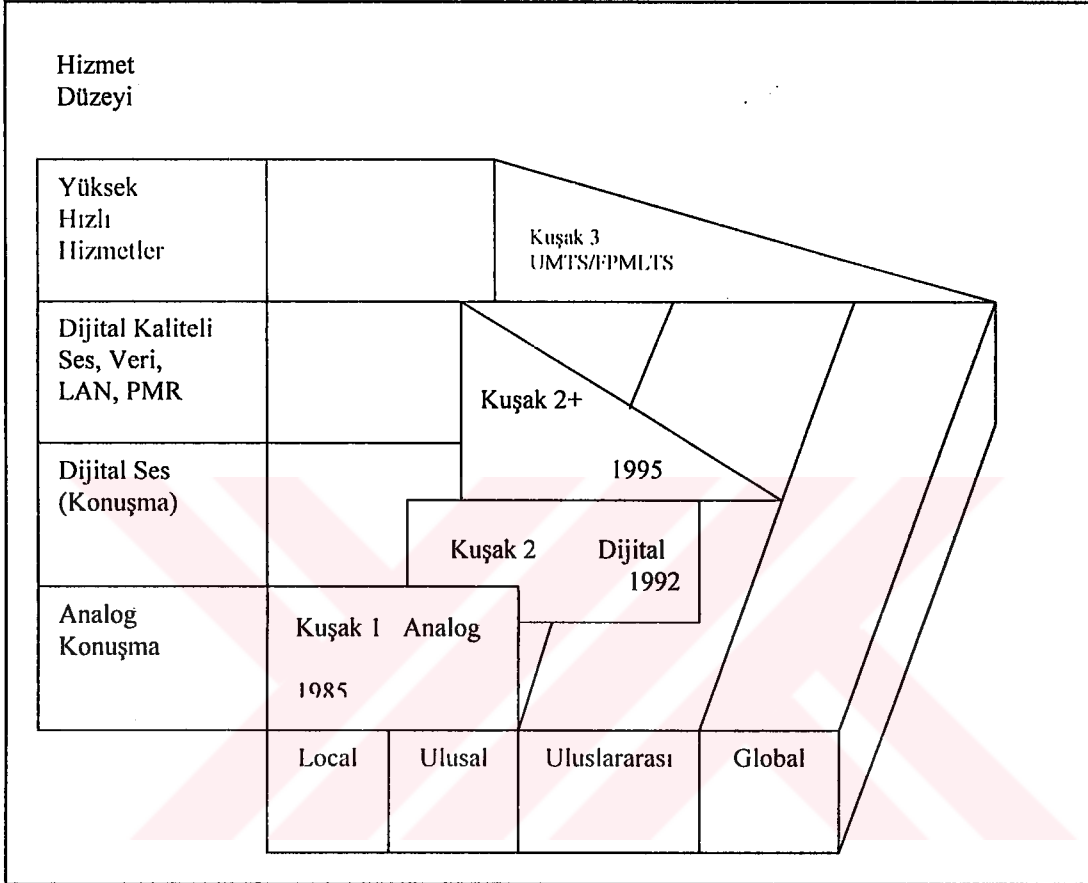 Hizmet
Düzeyi
Yüksek
Hızlı
Hizmetler
Kuşak 3
UMTS/FPMLTS
Dijital Kaliteli
Ses, Veri,
LAN, PMR
Kuşak 2+
1995
Dijital Ses
(Konuşma)
Kuşak 2 Dijital
1992
Analog
Konuşma
Kuşak 1 Analog
1985
Local Ulusal Uluslararası Global